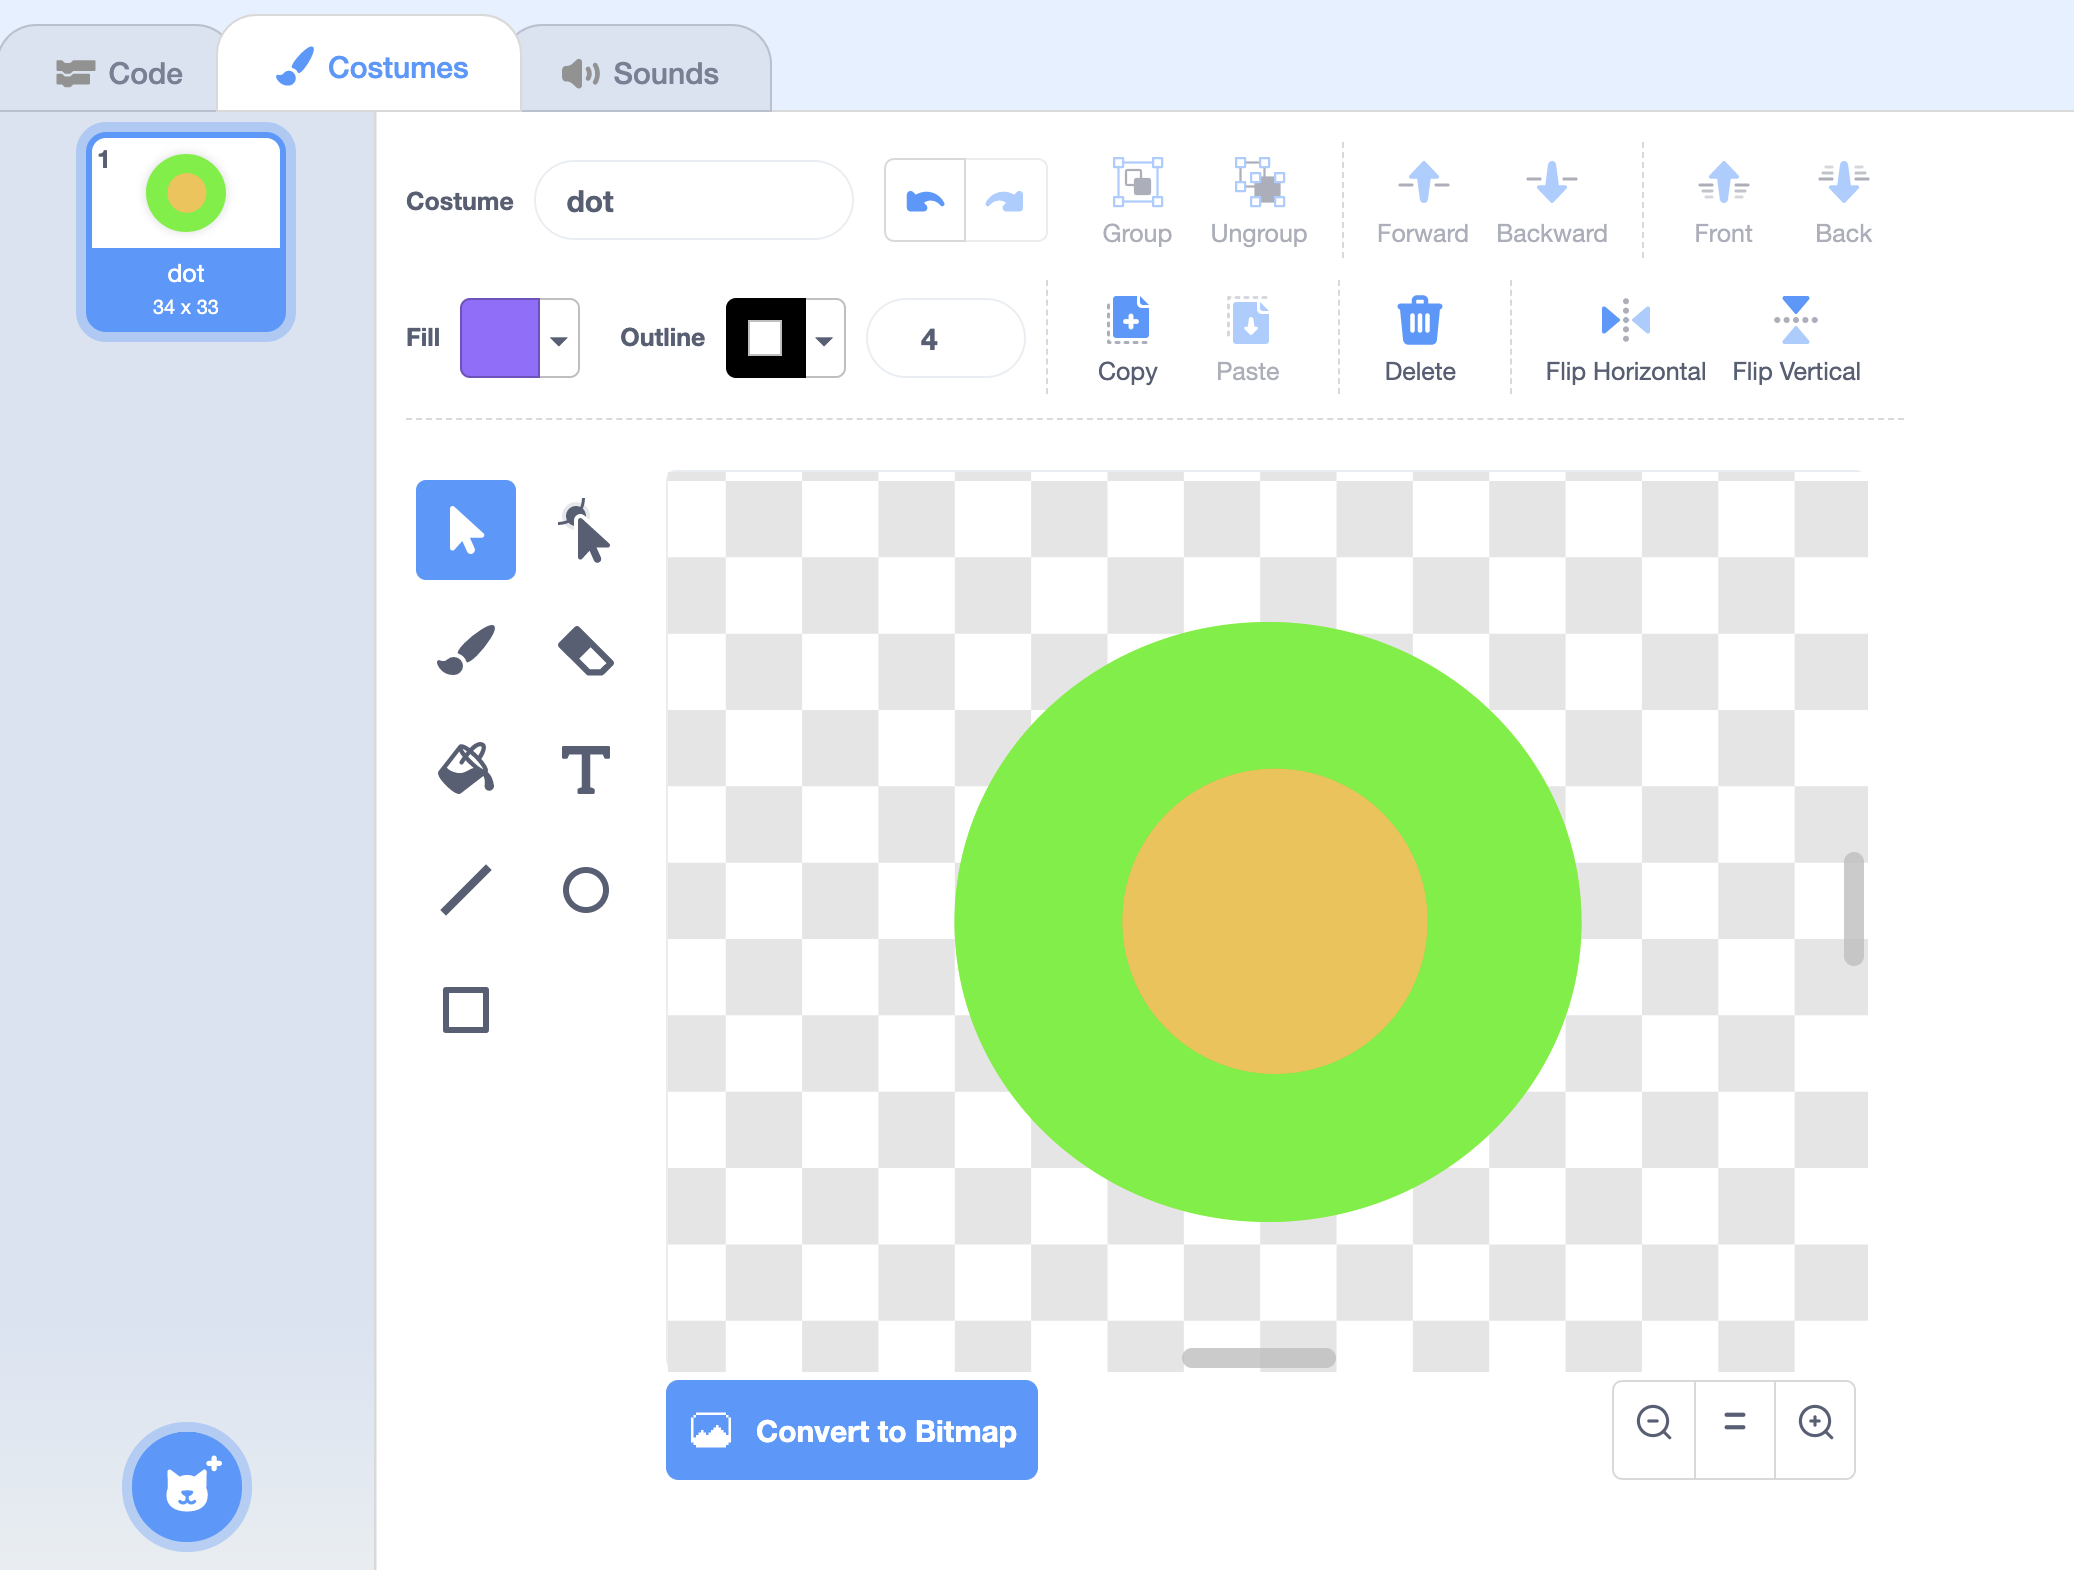 Code
Costumes
Sounds
1
dot
34 x 33
Costume
dot
Group
Ungroup
Forward
Backward
Front
Back
Fill
Outline
4
Copy
Paste
Delete
Flip Horizontal
Flip Vertical
T
Convert to Bitmap